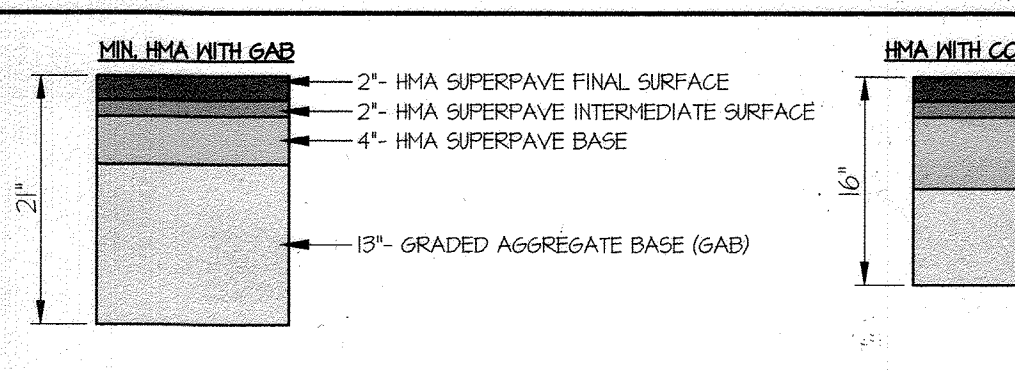 MIN. HMA WITH GAB
2"- HMA SUPERPAVE FINAL SURFACE
2"- HMA SUPERPAVE INTERMEDIATE SURFACE
4"- HMA SUPERPAVE BASE
21"
13"- GRADED AGGREGATE BASE (GAB)
HMA WITH CO
16"